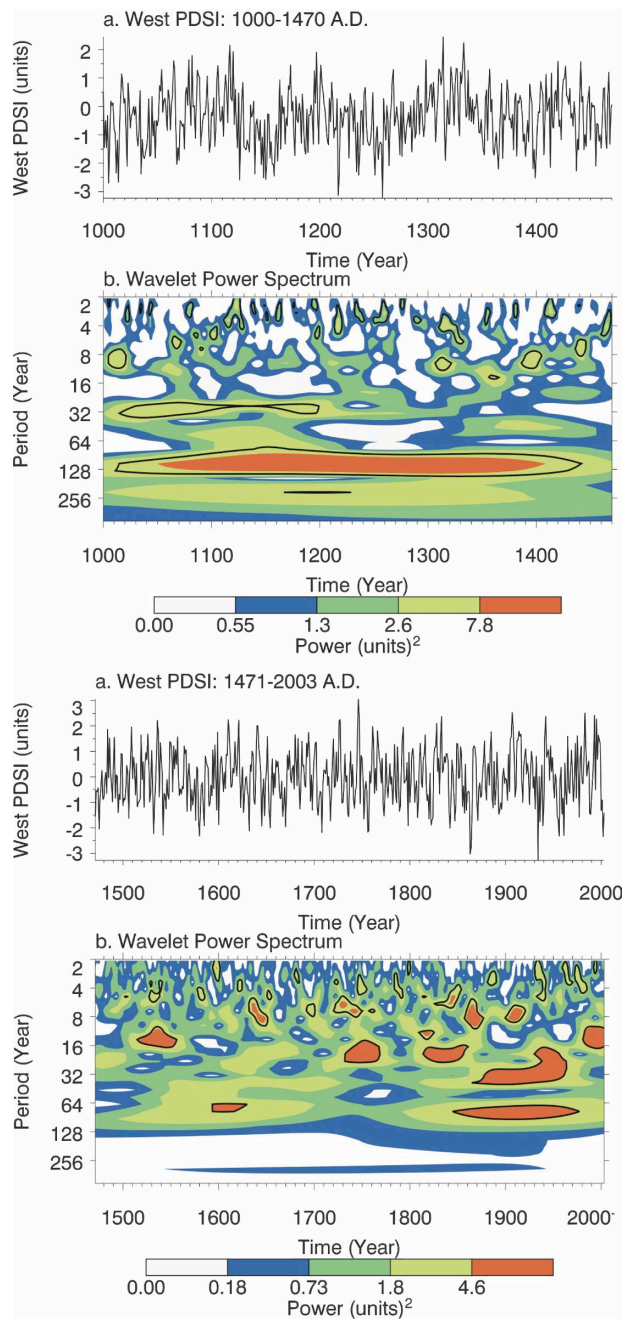 a. West PDSI: 1000-1470 A.D.
West PDSI (units)
2
1
0
-1
-2
-3
1000 1100 1200 1300 1400
Time (Year)
b. Wavelet Power Spectrum
Period (Year)
2
4
8
16
32
64
128
256
1000 1100 1200 1300 1400
Time (Year)
0.00 0.55 1.3 2.6 7.8
Power (units)²
a. West PDSI: 1471-2003 A.D.
West PDSI (units)
3
2
1
0
-1
-2
-3
1500 1600 1700 1800 1900 2000
Time (Year)
b. Wavelet Power Spectrum
Period (Year)
2
4
8
16
32
64
128
256
1500 1600 1700 1800 1900 2000
Time (Year)
0.00 0.18 0.73 1.8 4.6
Power (units)²